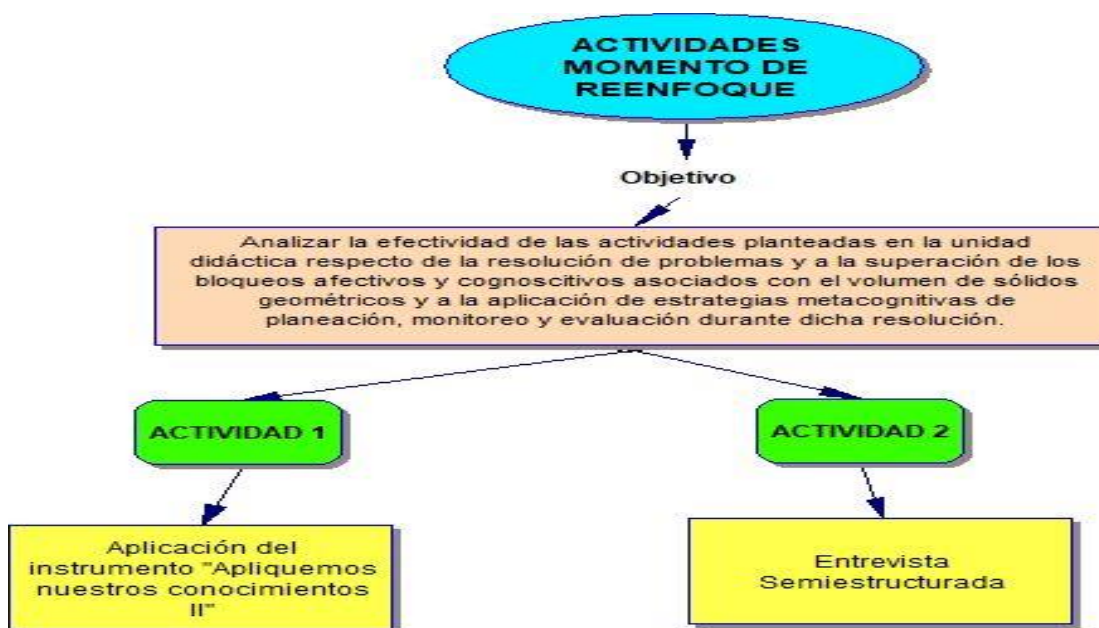 ACTIVIDADES
MOMENTO DE
REENFOQUE
Objetivo
Analizar la efectividad de las actividades planteadas en la unidad
didáctica respecto de la resolución de problemas y a la superación de los
bloqueos afectivos y cognoscitivos asociados con el volumen de sólidos
geométricos y a la aplicación de estrategias metacognitivas de
planeación, monitoreo y evaluación durante dicha resolución.
ACTIVIDAD 1
ACTIVIDAD 2
Aplicación del
instrumento "Apliquemos
nuestros conocimientos
II"
Entrevista
Semiestructurada